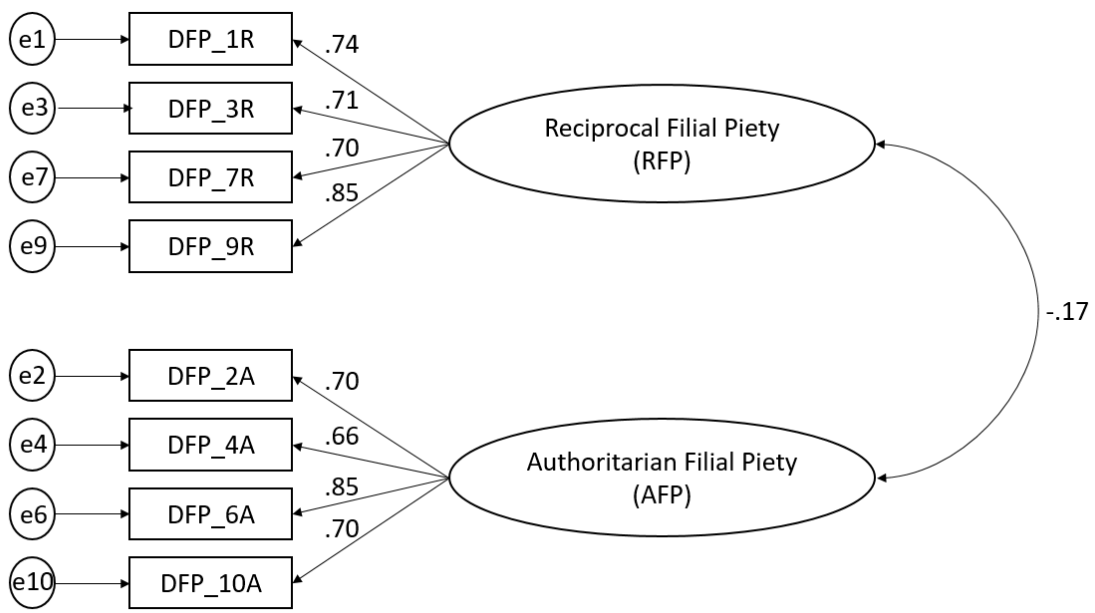 e1
DFP_1R
.74
e3
DFP_3R
.71
e7
DFP_7R
.70
e9
DFP_9R
.85
Reciprocal Filial Piety
(RFP)
-.17
e2
DFP_2A
.70
e4
DFP_4A
.66
e6
DFP_6A
.85
e10
DFP_10A
.70
Authoritarian Filial Piety
(AFP)